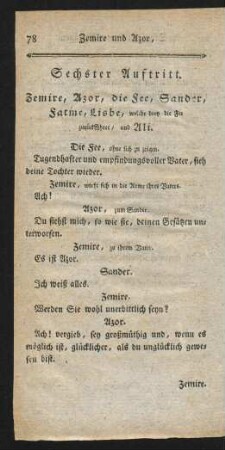 78 Zemire und Azor.
Sechster Auftritt.
Zemire, Azor, die Fee, Sander,
Fatme, Lisbe, welche die Fee
zurückführt, und Ali.
Die Fee, ohne sich zu zeigen.
Tugendhafter und empfindungsvoller Vater, sieh
deine Tochter wieder.
Zemire, wirft sich in die Arme ihres Vaters.
Ach!
Azor, zum Sander.
Du siehst mich, so wie sie, deinen Gesätzen un-
terworfen.
Zemire, zu ihrem Vater.
Es ist Azor.
Sander.
Ich weiß alles.
Zemire.
Werden Sie wohl unerbittlich seyn?
Azor.
Ach! vergieb, sey großmüthig und, wenn es
möglich ist, glücklicher, als du unglücklich gewe-
sen bist.
Zemire.